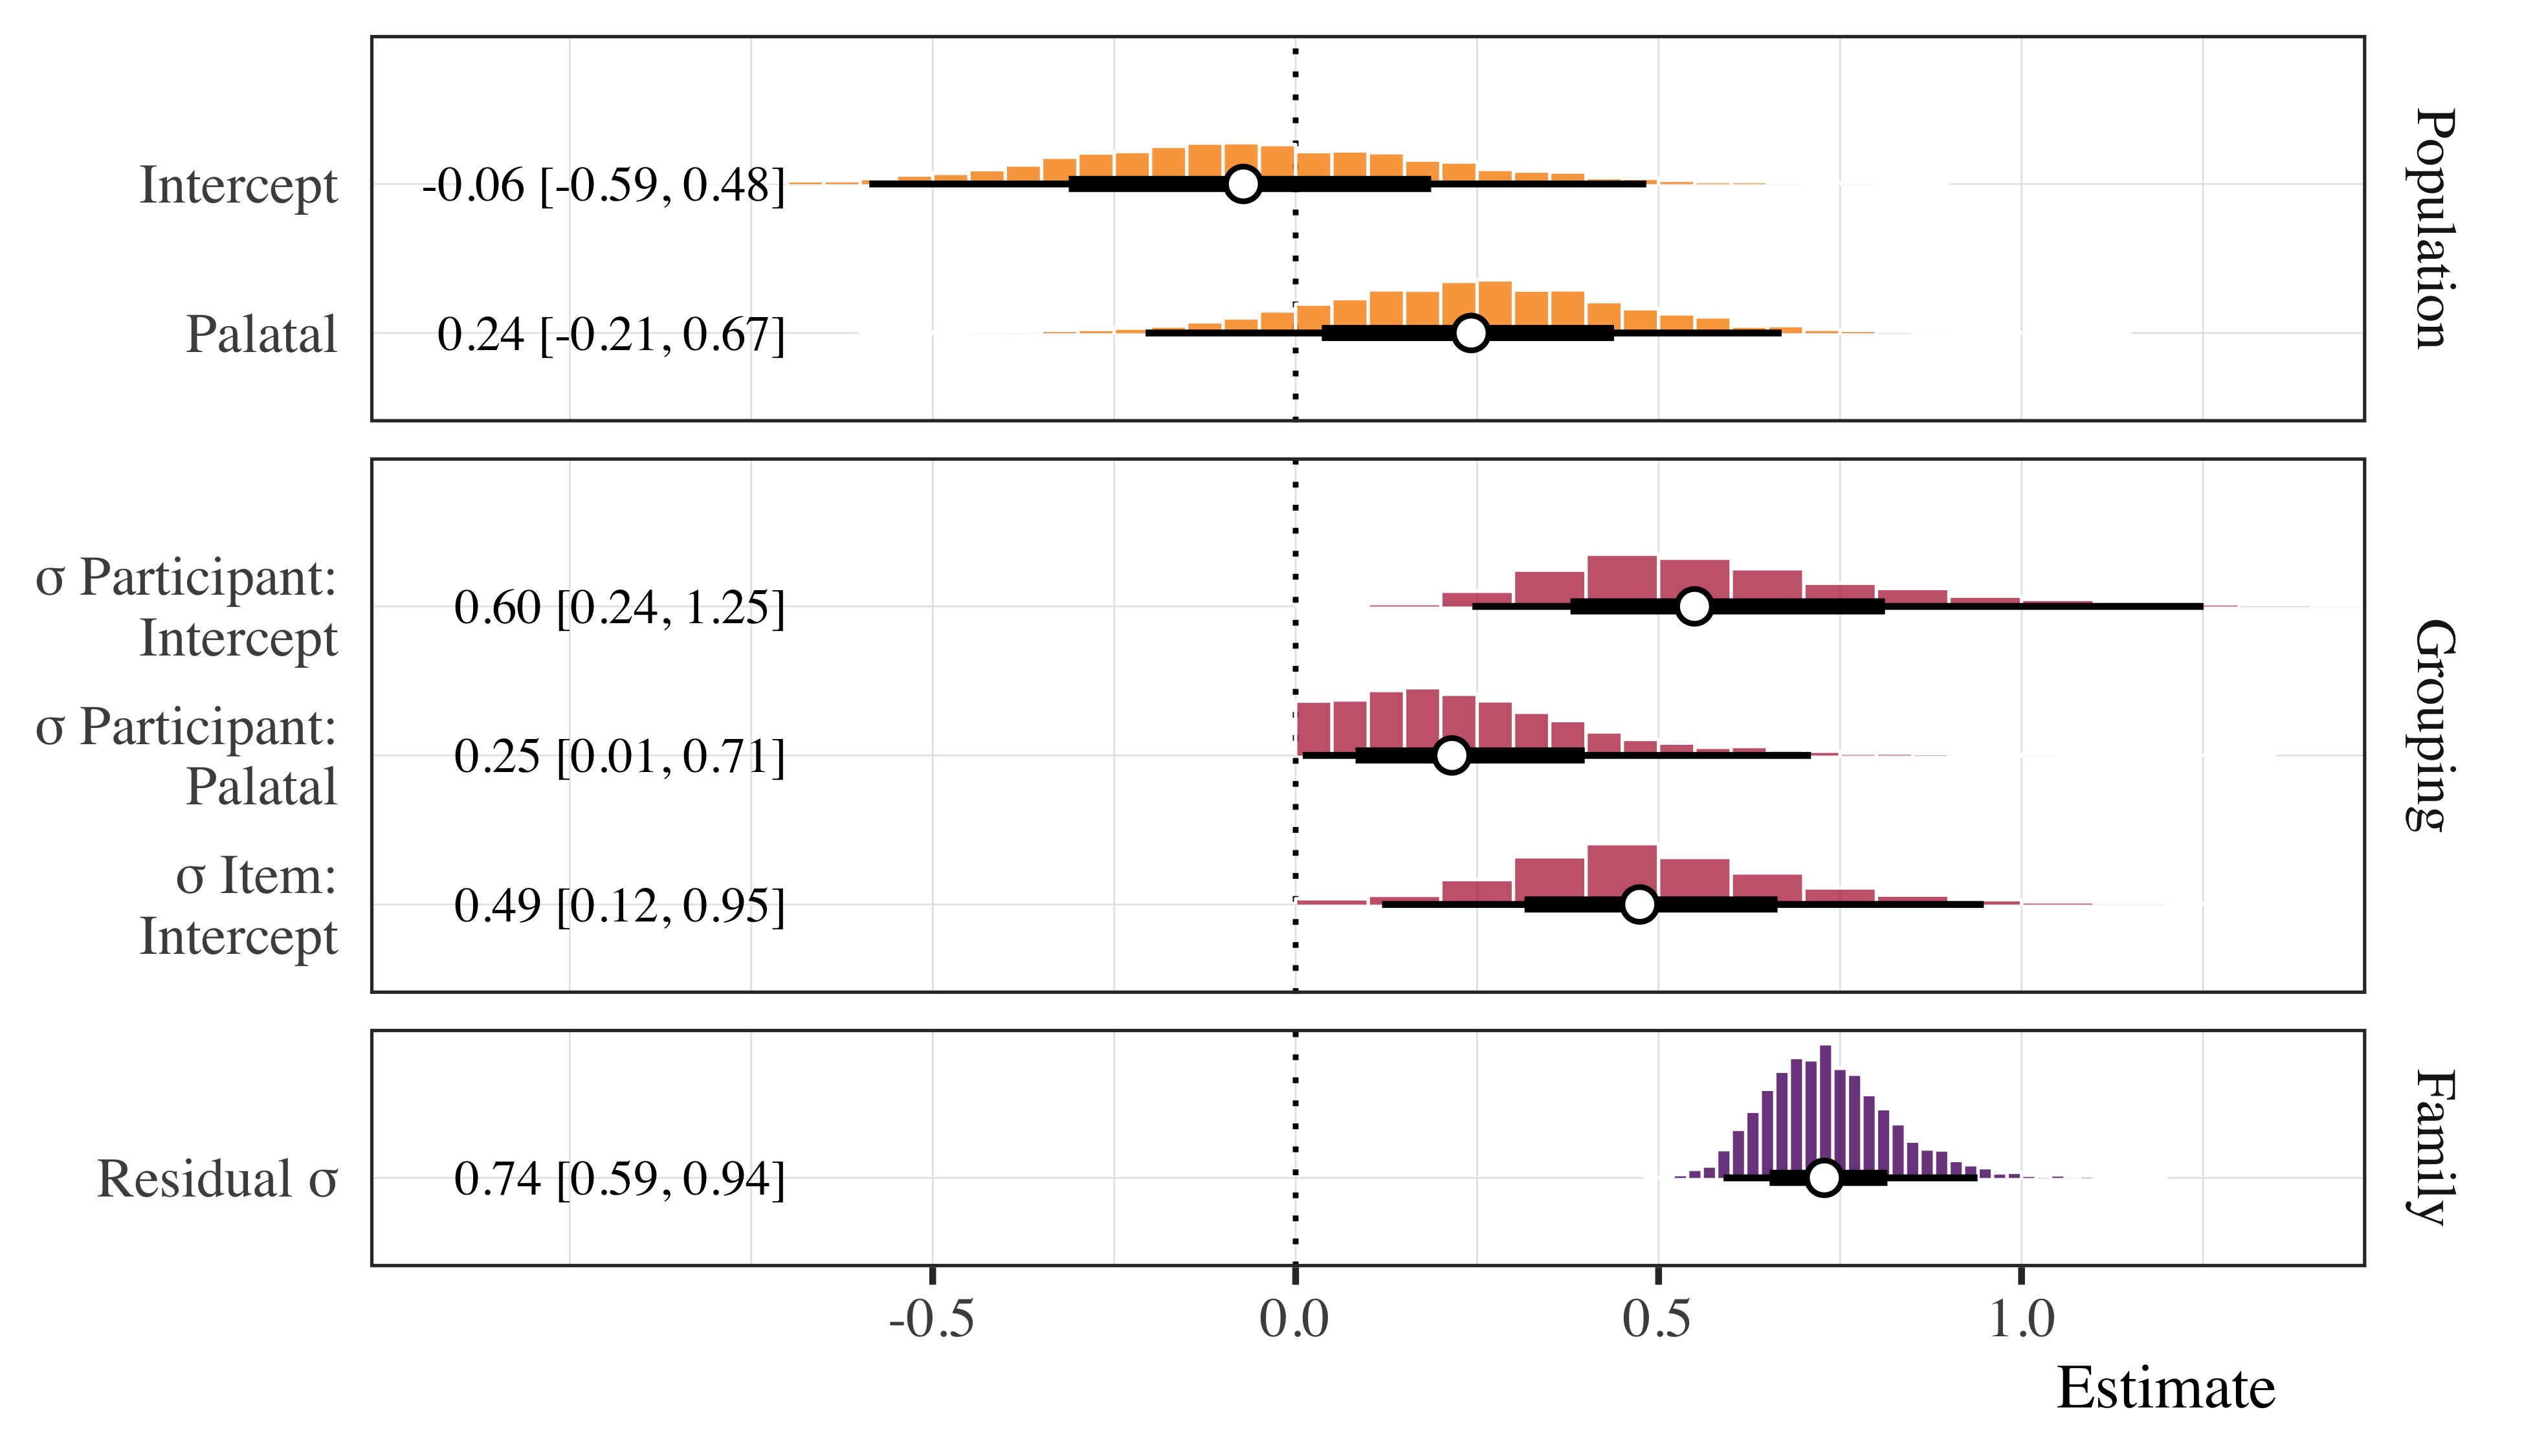 Intercept
-0.06 [-0.59, 0.48]
Palatal
0.24 [-0.21, 0.67]
Population
σ Participant:
Intercept
0.60 [0.24, 1.25]
σ Participant:
Palatal
0.25 [0.01, 0.71]
σ Item:
Intercept
0.49 [0.12, 0.95]
Grouping
Residual σ
0.74 [0.59, 0.94]
Family
-0.5 0.0 0.5 1.0
Estimate